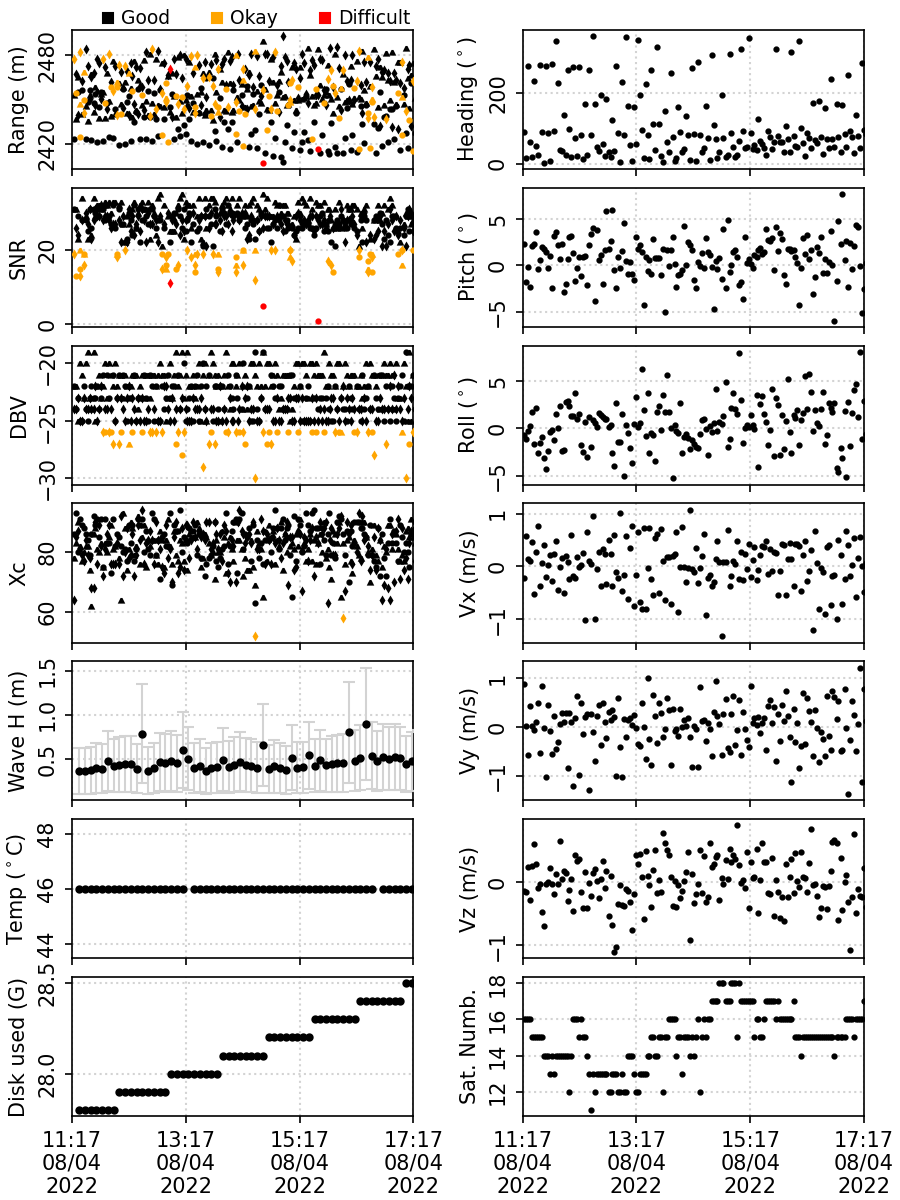 Good Okay Difficult
Range (m)
2480
2420
Heading (°)
200
0
SNR
20
0
Pitch (°)
5
0
−5
DBV
−20
−25
−30
Roll (°)
5
0
−5
Xc
80
60
Vx (m/s)
1
0
−1
Wave H (m)
1.5
1.0
0.5
Vy (m/s)
1
0
−1
Temp (°C)
48
46
44
Vz (m/s)
0
−1
Disk used (G)
28.5
28.0
Sat. Numb.
18
16
14
12
11:17 13:17 15:17 17:17
08/04 08/04 08/04 08/04
2022 2022 2022 2022
11:17 13:17 15:17 17:17
08/04 08/04 08/04 08/04
2022 2022 2022 2022